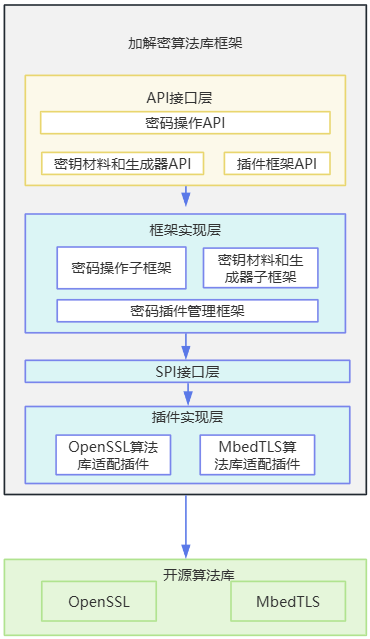 加解密算法库框架
API接口层
密码操作API
密钥材料和生成器API
插件框架API
框架实现层
密码操作子框架
密钥材料和生
成器子框架
密码插件管理框架
SPI接口层
插件实现层
OpenSSL算法
库适配插件
MbedTLS算
法库适配插件
开源算法库
OpenSSL
MbedTLS